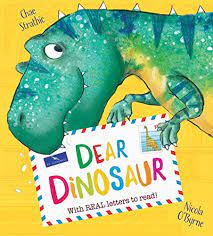 Chae
Strathie
DEAR
DiNOSAUR
With REAL letters to read!
Nicola
O'Byrne